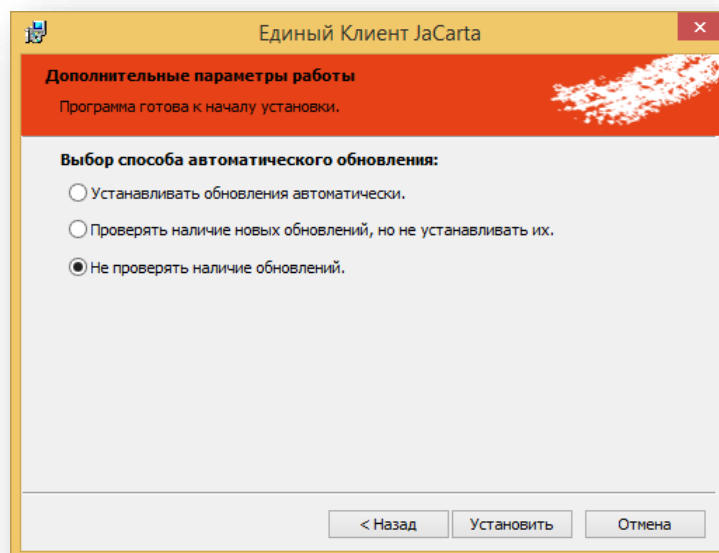 Единый Клиент JaCarta
Дополнительные параметры работы
Программа готова к началу установки.
Выбор способа автоматического обновления:
Устанавливать обновления автоматически.
Проверять наличие новых обновлений, но не устанавливать их.
Не проверять наличие обновлений.
< Назад
Установить
Отмена